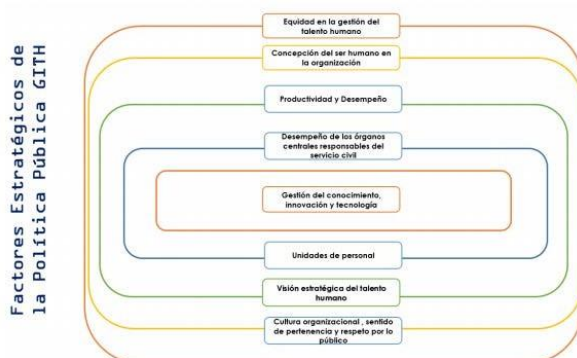 Factores Estratégicos de
la Política Pública GITH
Equidad en la gestión del
talento humano
Concepción del ser humano en
la organización
Productividad y Desempeño
Desempeño de los órganos
centrales responsables del
servicio civil
Gestión del conocimiento,
innovación y tecnología
Unidades de personal
Visión estratégica del talento
humano
Cultura organizacional , sentido
de pertenencia y respeto por lo
público